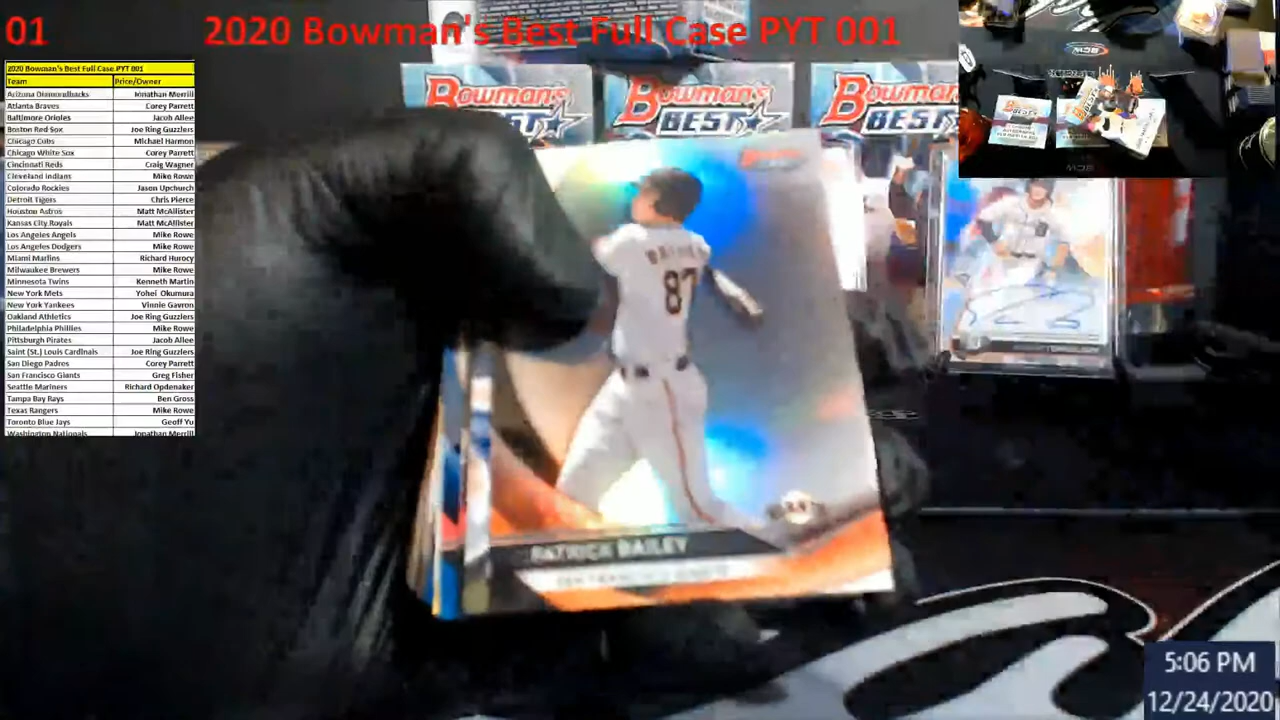 01
2020 Bowman's Best Full Case PYT 001
2020 Bowman's Best Full Case PYT 001
Team Price/Owner
Arizona Diamondbacks Jonathan Merrill
Atlanta Braves Corey Parrett
Baltimore Orioles Jacob Allee
Boston Red Sox Joe Ring Guzzlers
Chicago Cubs Michael Harmon
Chicago White Sox Corey Parrett
Cincinnati Reds Craig Wagner
Cleveland Indians Mike Rowe
Colorado Rockies Jason Upchurch
Detroit Tigers Chris Pierce
Houston Astros Matt McAllister
Kansas City Royals Matt McAllister
Los Angeles Angels Mike Rowe
Los Angeles Dodgers Mike Rowe
Miami Marlins Richard Hurocy
Milwaukee Brewers Mike Rowe
Minnesota Twins Kenneth Martin
New York Mets Yohei Okumura
New York Yankees Vinnie Gavron
Oakland Athletics Joe Ring Guzzlers
Philadelphia Phillies Mike Rowe
Pittsburgh Pirates Jacob Allee
Saint (St.) Louis Cardinals Joe Ring Guzzlers
San Diego Padres Corey Parrett
San Francisco Giants Greg Fisher
Seattle Mariners Richard Opdenaker
Tampa Bay Rays Ben Gross
Texas Rangers Mike Rowe
Toronto Blue Jays Geoff Yu
Washington Nationals Jonathan Merrill
Bowman's
BEST
Bowman's
BEST
Bowman's
BEST
87
PATRICK BAILEY
5:06 PM
12/24/2020